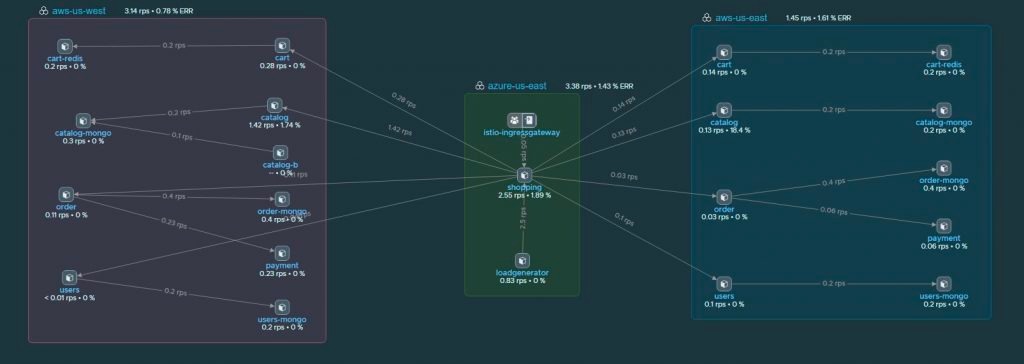 aws-us-west 3.14 rps • 0.78 % ERR
cart-redis
0.2 rps • 0 %
0.2 rps
cart
0.28 rps • 0 %
catalog-mongo
0.3 rps • 0 %
0.2 rps
catalog
1.42 rps • 1.74 %
0.1 rps
catalog-b
-- • 0 %
order
0.11 rps • 0 %
0.4 rps
order-mongo
0.4 rps • 0 %
0.23 rps
payment
0.23 rps • 0 %
users
< 0.01 rps • 0 %
0.2 rps
users-mongo
0.2 rps • 0 %
0.28 rps
1.42 rps
azure-us-east 3.38 rps • 1.43 % ERR
istio-ingressgateway
shopping
2.55 rps • 1.89 %
2.5 rps
loadgenerator
0.83 rps • 0 %
0.14 rps
0.13 rps
0.03 rps
0.1 rps
aws-us-east 1.45 rps • 1.61 % ERR
cart
0.14 rps • 0 %
0.2 rps
cart-redis
0.2 rps • 0 %
catalog
0.13 rps • 18.4 %
0.2 rps
catalog-mongo
0.2 rps • 0 %
order
0.03 rps • 0 %
0.4 rps
order-mongo
0.4 rps • 0 %
0.06 rps
payment
0.06 rps • 0 %
users
0.1 rps • 0 %
0.2 rps
users-mongo
0.2 rps • 0 %